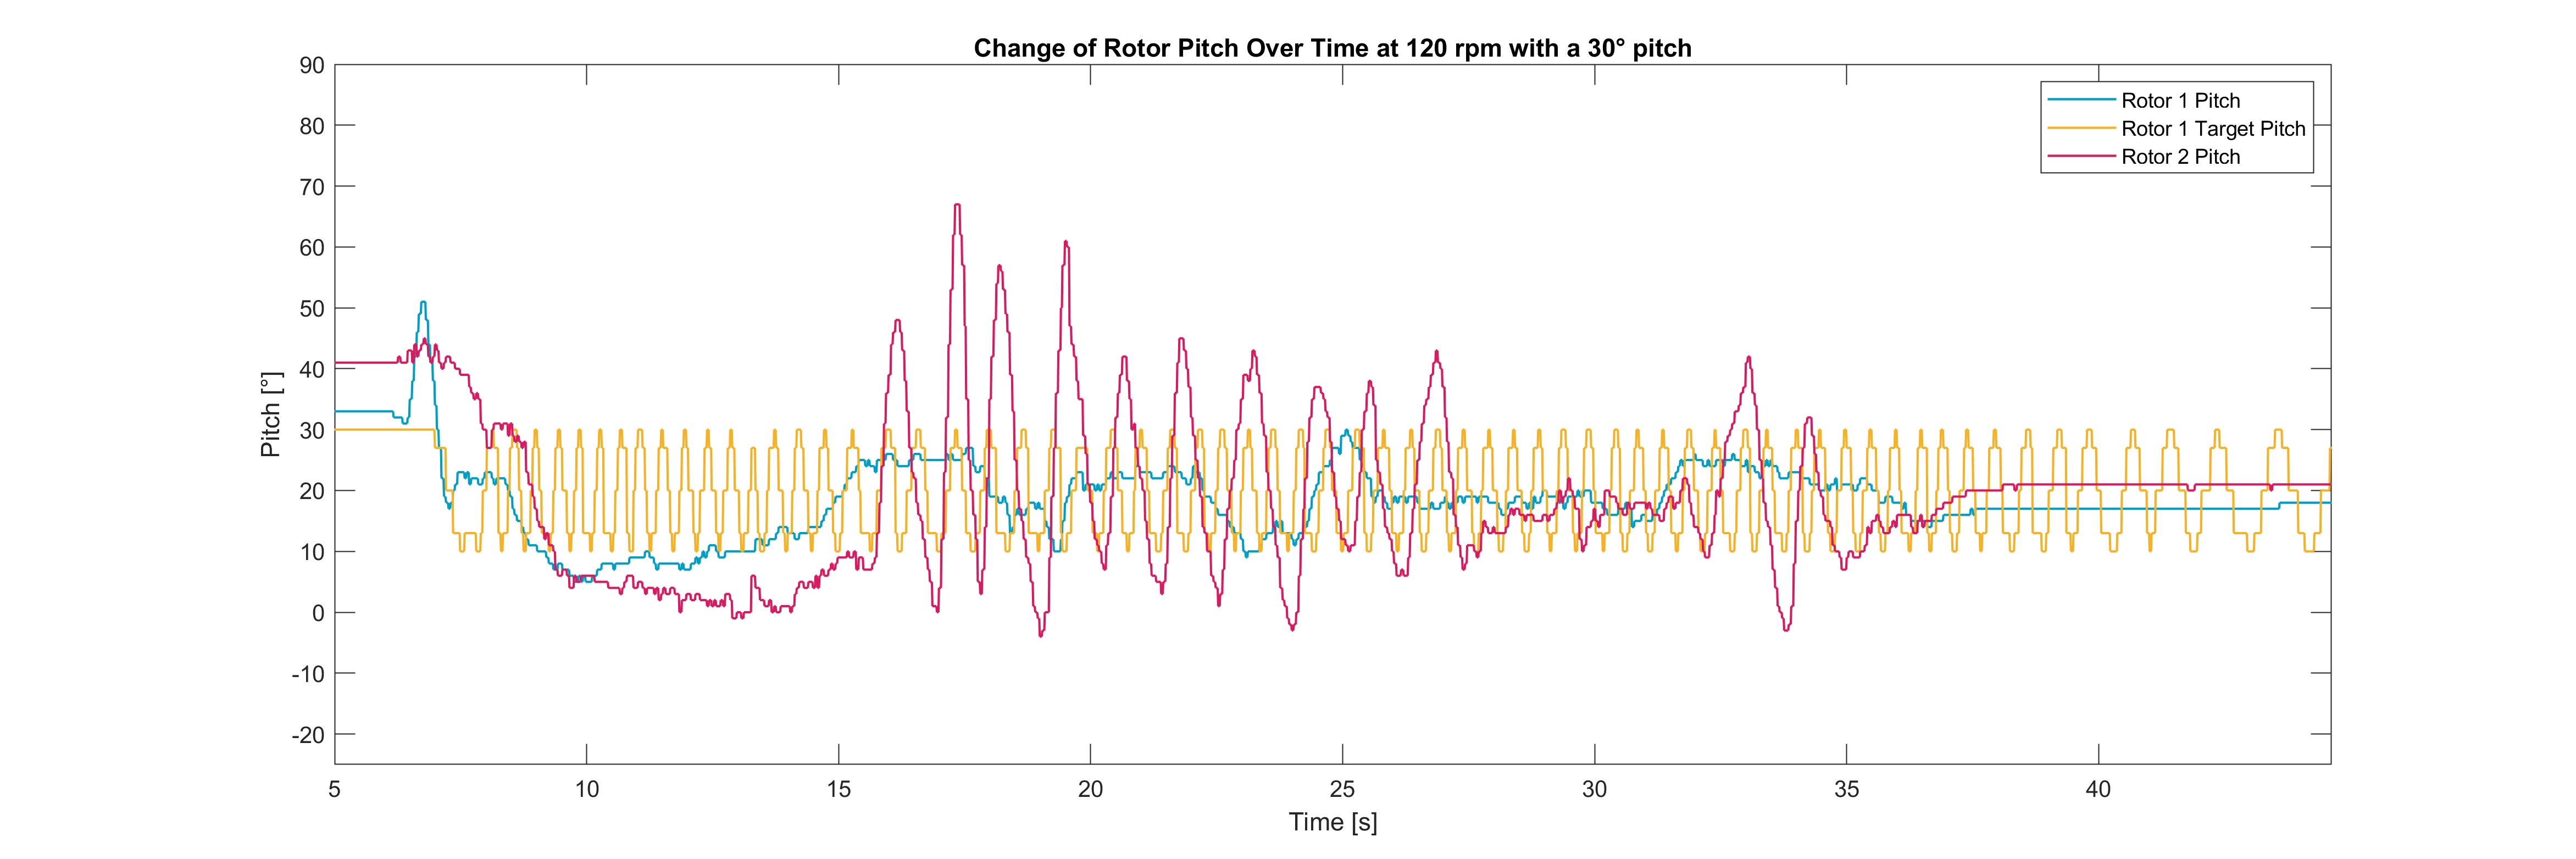 Change of Rotor Pitch Over Time at 120 rpm with a 30° pitch
90
80
70
60
50
40
30
20
10
0
-10
-20
Pitch [°]
Rotor 1 Pitch
Rotor 1 Target Pitch
Rotor 2 Pitch
5 10 15 20 25 30 35 40
Time [s]